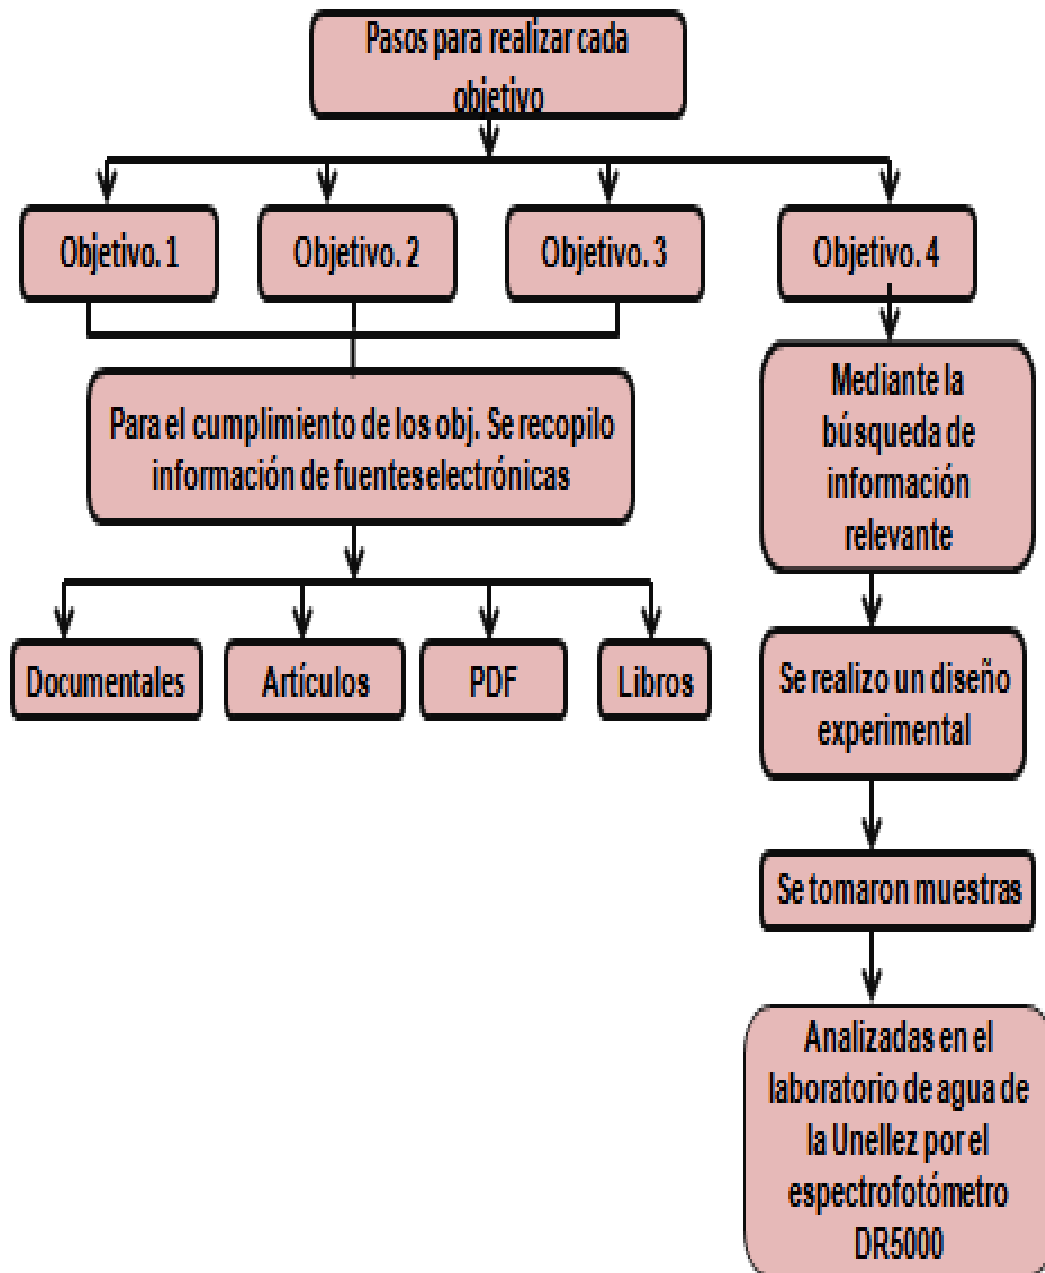 Pasos para realizar cada
objetivo
Objetivo. 1
Objetivo. 2
Objetivo. 3
Objetivo. 4
Para el cumplimiento de los obj. Se recopilo
información de fuentes electrónicas
Documentales
Artículos
PDF
Libros
Mediante la
búsqueda de
información
relevante
Se realizo un diseño
experimental
Se tomaron muestras
Analizadas en el
laboratorio de agua de
la Unellez por el
espectrofotómetro
DR5000